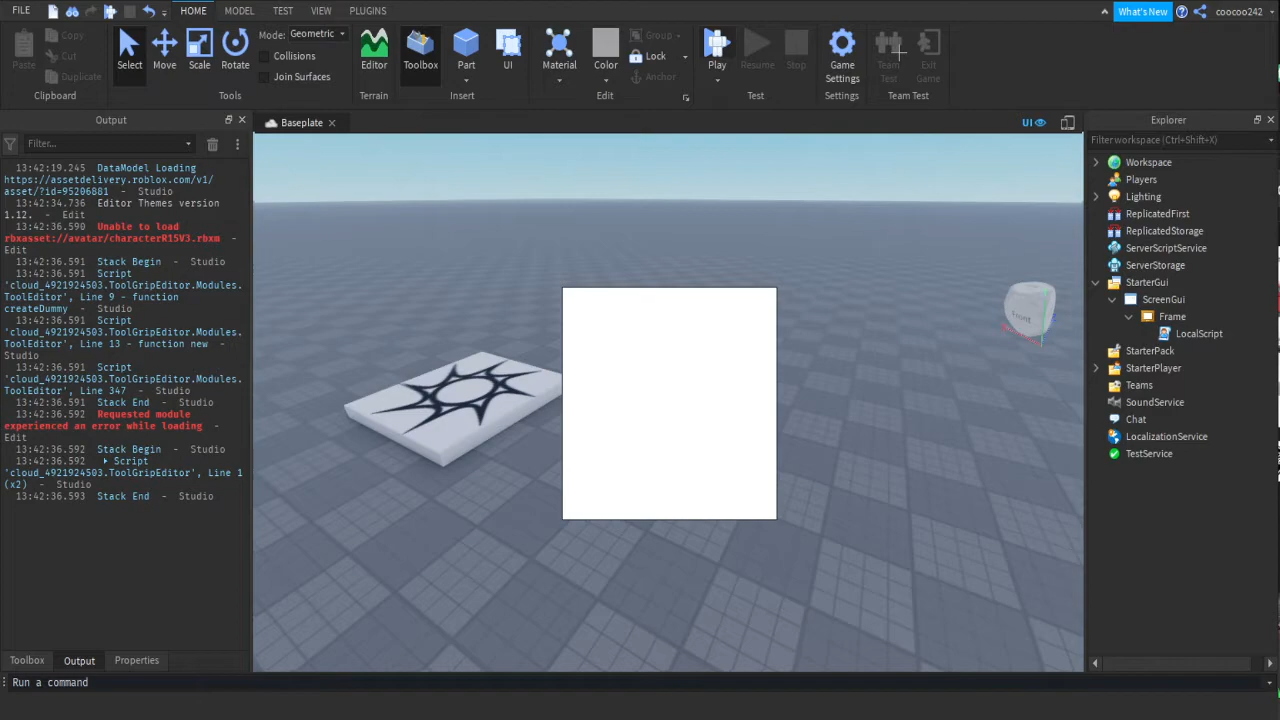 FILE HOME MODEL TEST VIEW PLUGINS What's New coocoo242
Paste Copy Cut Duplicate Clipboard
Select Move Scale Rotate Mode: Geometric Collisions Join Surfaces Tools
Editor Terrain
Toolbox Part UI Insert
Material Color Group Lock Anchor Edit
Play Resume Stop Test
Game Settings Settings
Team Test Exit Game Team Test
Output
Filter...
13:42:19.245 DataModel Loading
https://assetdelivery.roblox.com/v1/
asset/?id=95206881 - Studio
13:42:34.736 Editor Themes version
1.12. - Edit
13:42:36.590 Unable to load
rbxasset://avatar/characterR15V3.rbxm -
Edit
13:42:36.591 Stack Begin - Studio
13:42:36.591 Script
'cloud_4921924503.ToolGripEditor.Modules.
ToolEditor', Line 9 - function
createDummy - Studio
13:42:36.591 Script
'cloud_4921924503.ToolGripEditor.Modules.
ToolEditor', Line 13 - function new -
Studio
13:42:36.591 Script
'cloud_4921924503.ToolGripEditor.Modules.
ToolEditor', Line 347 - Studio
13:42:36.591 Stack End - Studio
13:42:36.592 Requested module
experienced an error while loading -
Edit
13:42:36.592 Stack Begin - Studio
13:42:36.592 Script
'cloud_4921924503.ToolGripEditor', Line 1
(x2) - Studio
13:42:36.593 Stack End - Studio
Toolbox Output Properties
Run a command
Baseplate
UI
Front
Explorer
Filter workspace (Ctrl+Shift+X)
Workspace
Players
Lighting
ReplicatedFirst
ReplicatedStorage
ServerScriptService
ServerStorage
StarterGui
ScreenGui
Frame
LocalScript
StarterPack
StarterPlayer
Teams
SoundService
Chat
LocalizationService
TestService